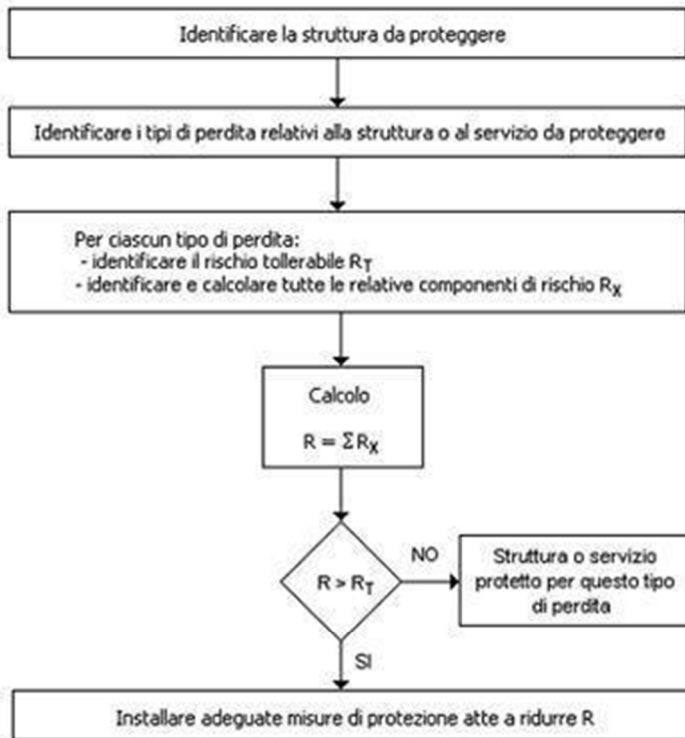 Identificare la struttura da proteggere
Identificare i tipi di perdita relativi alla struttura o al servizio da proteggere
Per ciascun tipo di perdita:
- identificare il rischio tollerabile RT
- identificare e calcolare tutte le relative componenti di rischio RX
Calcolo
R = ΣRX
R > RT
NO
Struttura o servizio
protetto per questo tipo
di perdita
SI
Installare adeguate misure di protezione atte a ridurre R